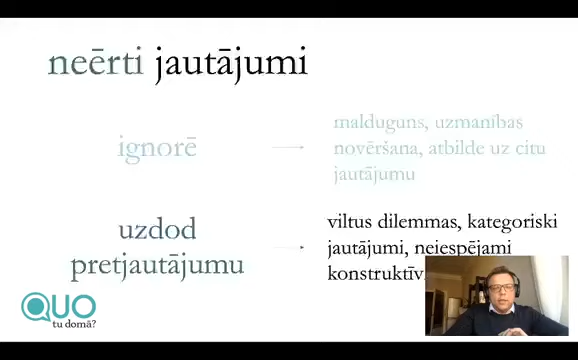 neērti jautājumi
ignorē
malduguns, uzmanības
novēršana, atbilde uz citu
jautājumu
uzdod
pretjautājumu
viltus dilemmas, kategoriski
jautājumi, neiespējami
QUO
tu domā?